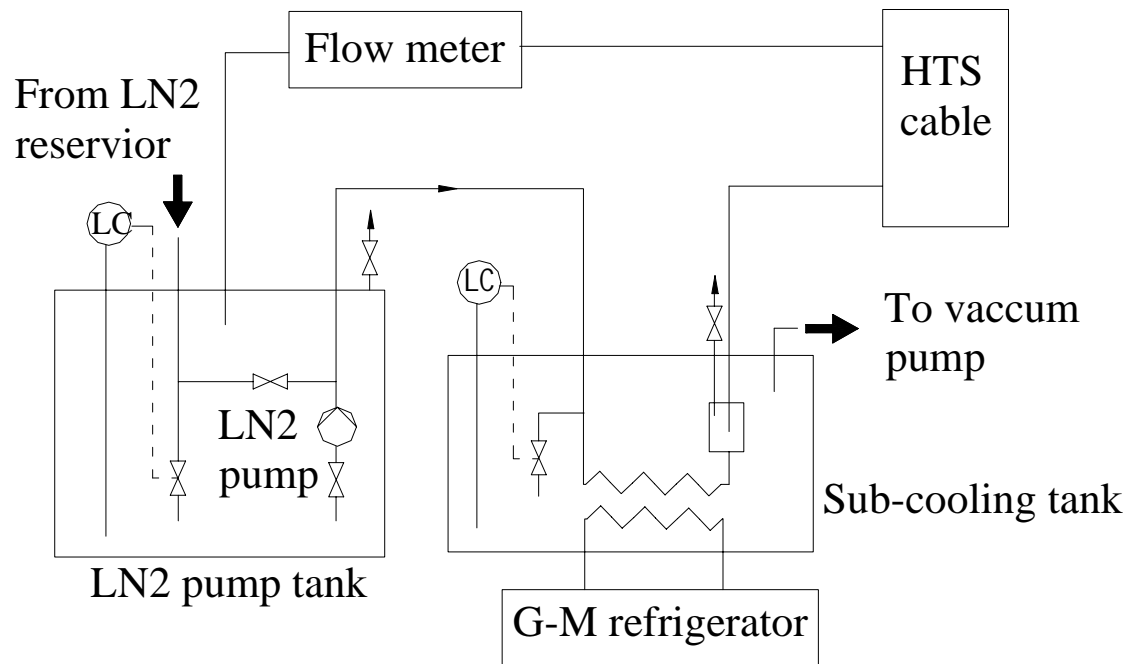 Flow meter
HTS
cable
From LN2
reservior
LC
LC
To vaccum
pump
LN2
pump
Sub-cooling tank
LN2 pump tank
G-M refrigerator